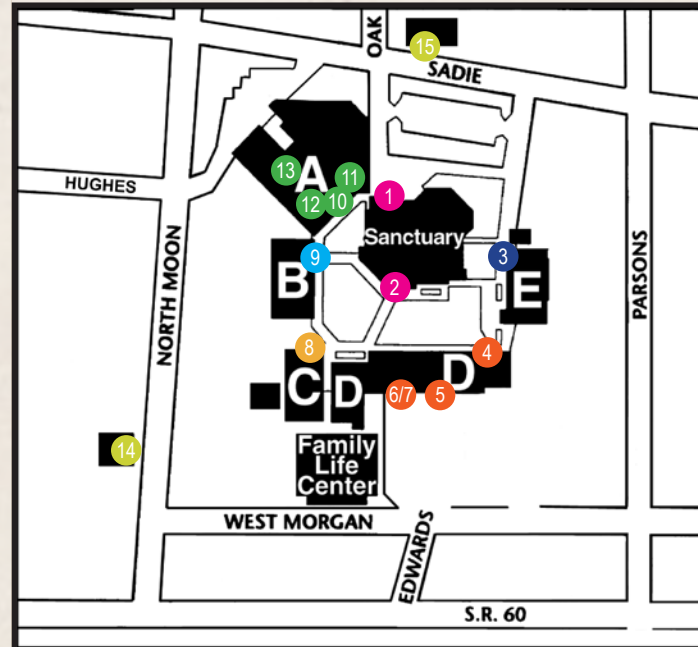 OAK
15
SADIE
HUGHES
13
A
11
12
10
1
Sanctuary
NORTH MOON
PARSONS
9
B
2
3
E
8
C
D
D
4
6/7
5
14
Family
Life
Center
WEST MORGAN
EDWARDS
S.R. 60